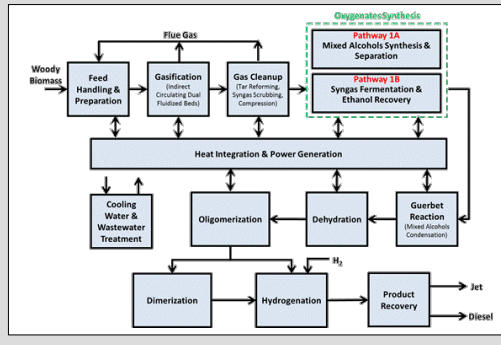 Oxygenates Synthesis
Flue Gas
Pathway 1A
Mixed Alcohols Synthesis &
Separation
Woody
Biomass
Feed
Handling &
Preparation
Gasification
(Indirect
Circulating Dual
Fluidized Beds)
Gas Cleanup
(Tar Reforming,
Syngas Scrubbing,
Compression)
Pathway 1B
Syngas Fermentation &
Ethanol Recovery
Heat Integration & Power Generation
Cooling
Water &
Wastewater
Treatment
Oligomerization
Dehydration
Guerbet
Reaction
(Mixed Alcohols
Condensation)
H2
Dimerization
Hydrogenation
Product
Recovery
Jet
Diesel